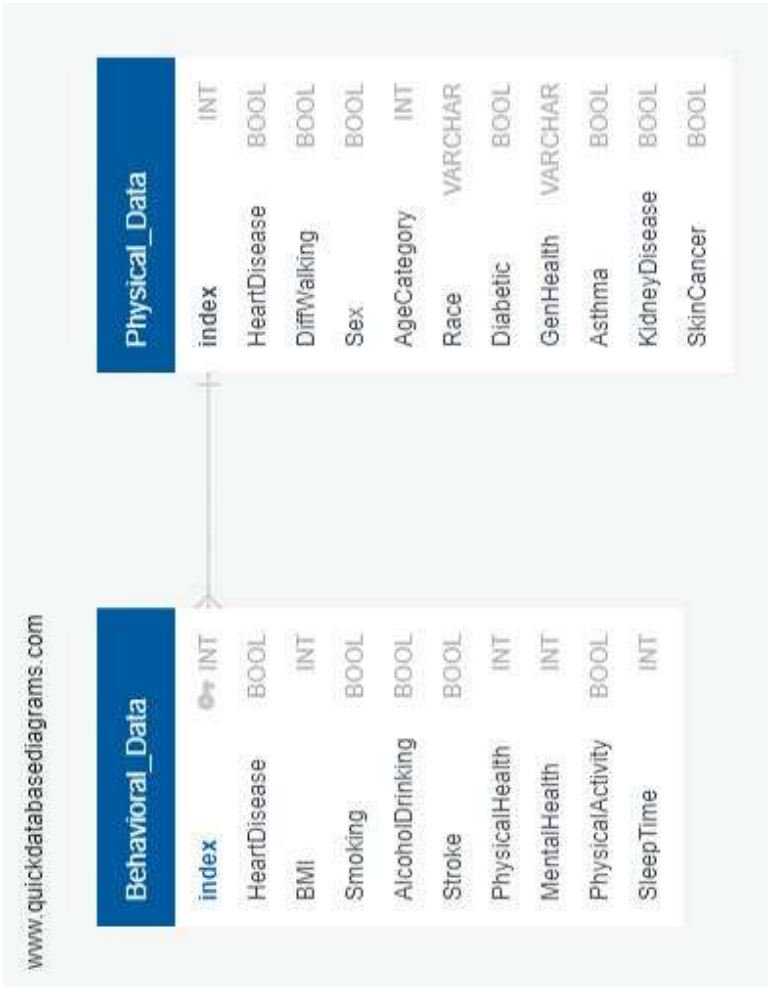 www.quickdatabasediagrams.com
Behavioral_Data
index INT
HeartDisease BOOL
BMI INT
Smoking BOOL
AlcoholDrinking BOOL
Stroke BOOL
PhysicalHealth INT
MentalHealth INT
PhysicalActivity BOOL
SleepTime INT
Physical_Data
index INT
HeartDisease BOOL
DiffWalking BOOL
Sex BOOL
AgeCategory INT
Race VARCHAR
Diabetic BOOL
GenHealth VARCHAR
Asthma BOOL
KidneyDisease BOOL
SkinCancer BOOL